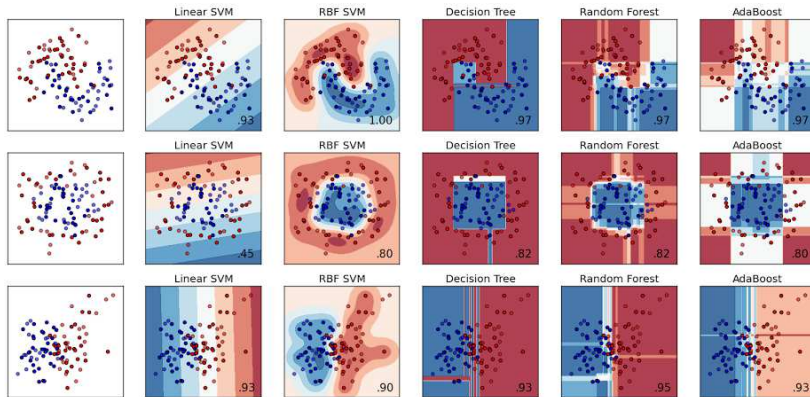 Linear SVM RBF SVM Decision Tree Random Forest AdaBoost
.93 1.00 .97 .97 .97
Linear SVM RBF SVM Decision Tree Random Forest AdaBoost
.45 .80 .82 .82 .80
Linear SVM RBF SVM Decision Tree Random Forest AdaBoost
.93 .90 .93 .95 .93